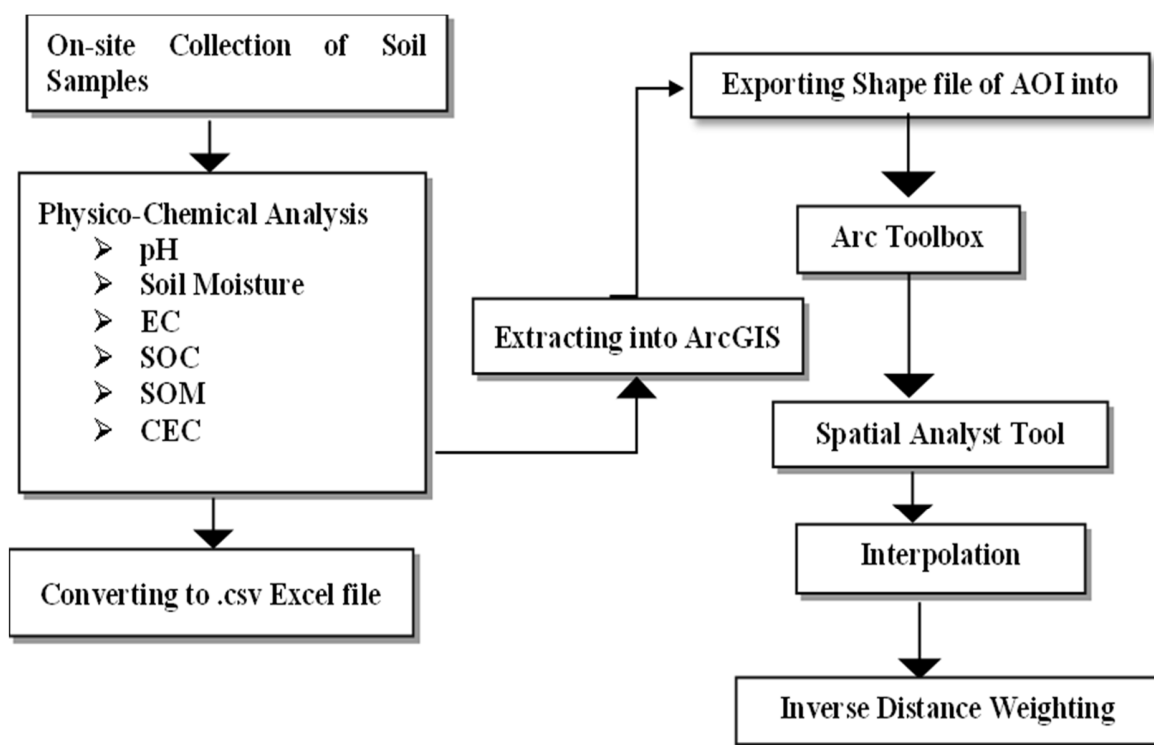 On-site Collection of Soil
Samples
Physico-Chemical Analysis
➢ pH
➢ Soil Moisture
➢ EC
➢ SOC
➢ SOM
➢ CEC
Converting to .csv Excel file
Extracting into ArcGIS
Exporting Shape file of AOI into
Arc Toolbox
Spatial Analyst Tool
Interpolation
Inverse Distance Weighting